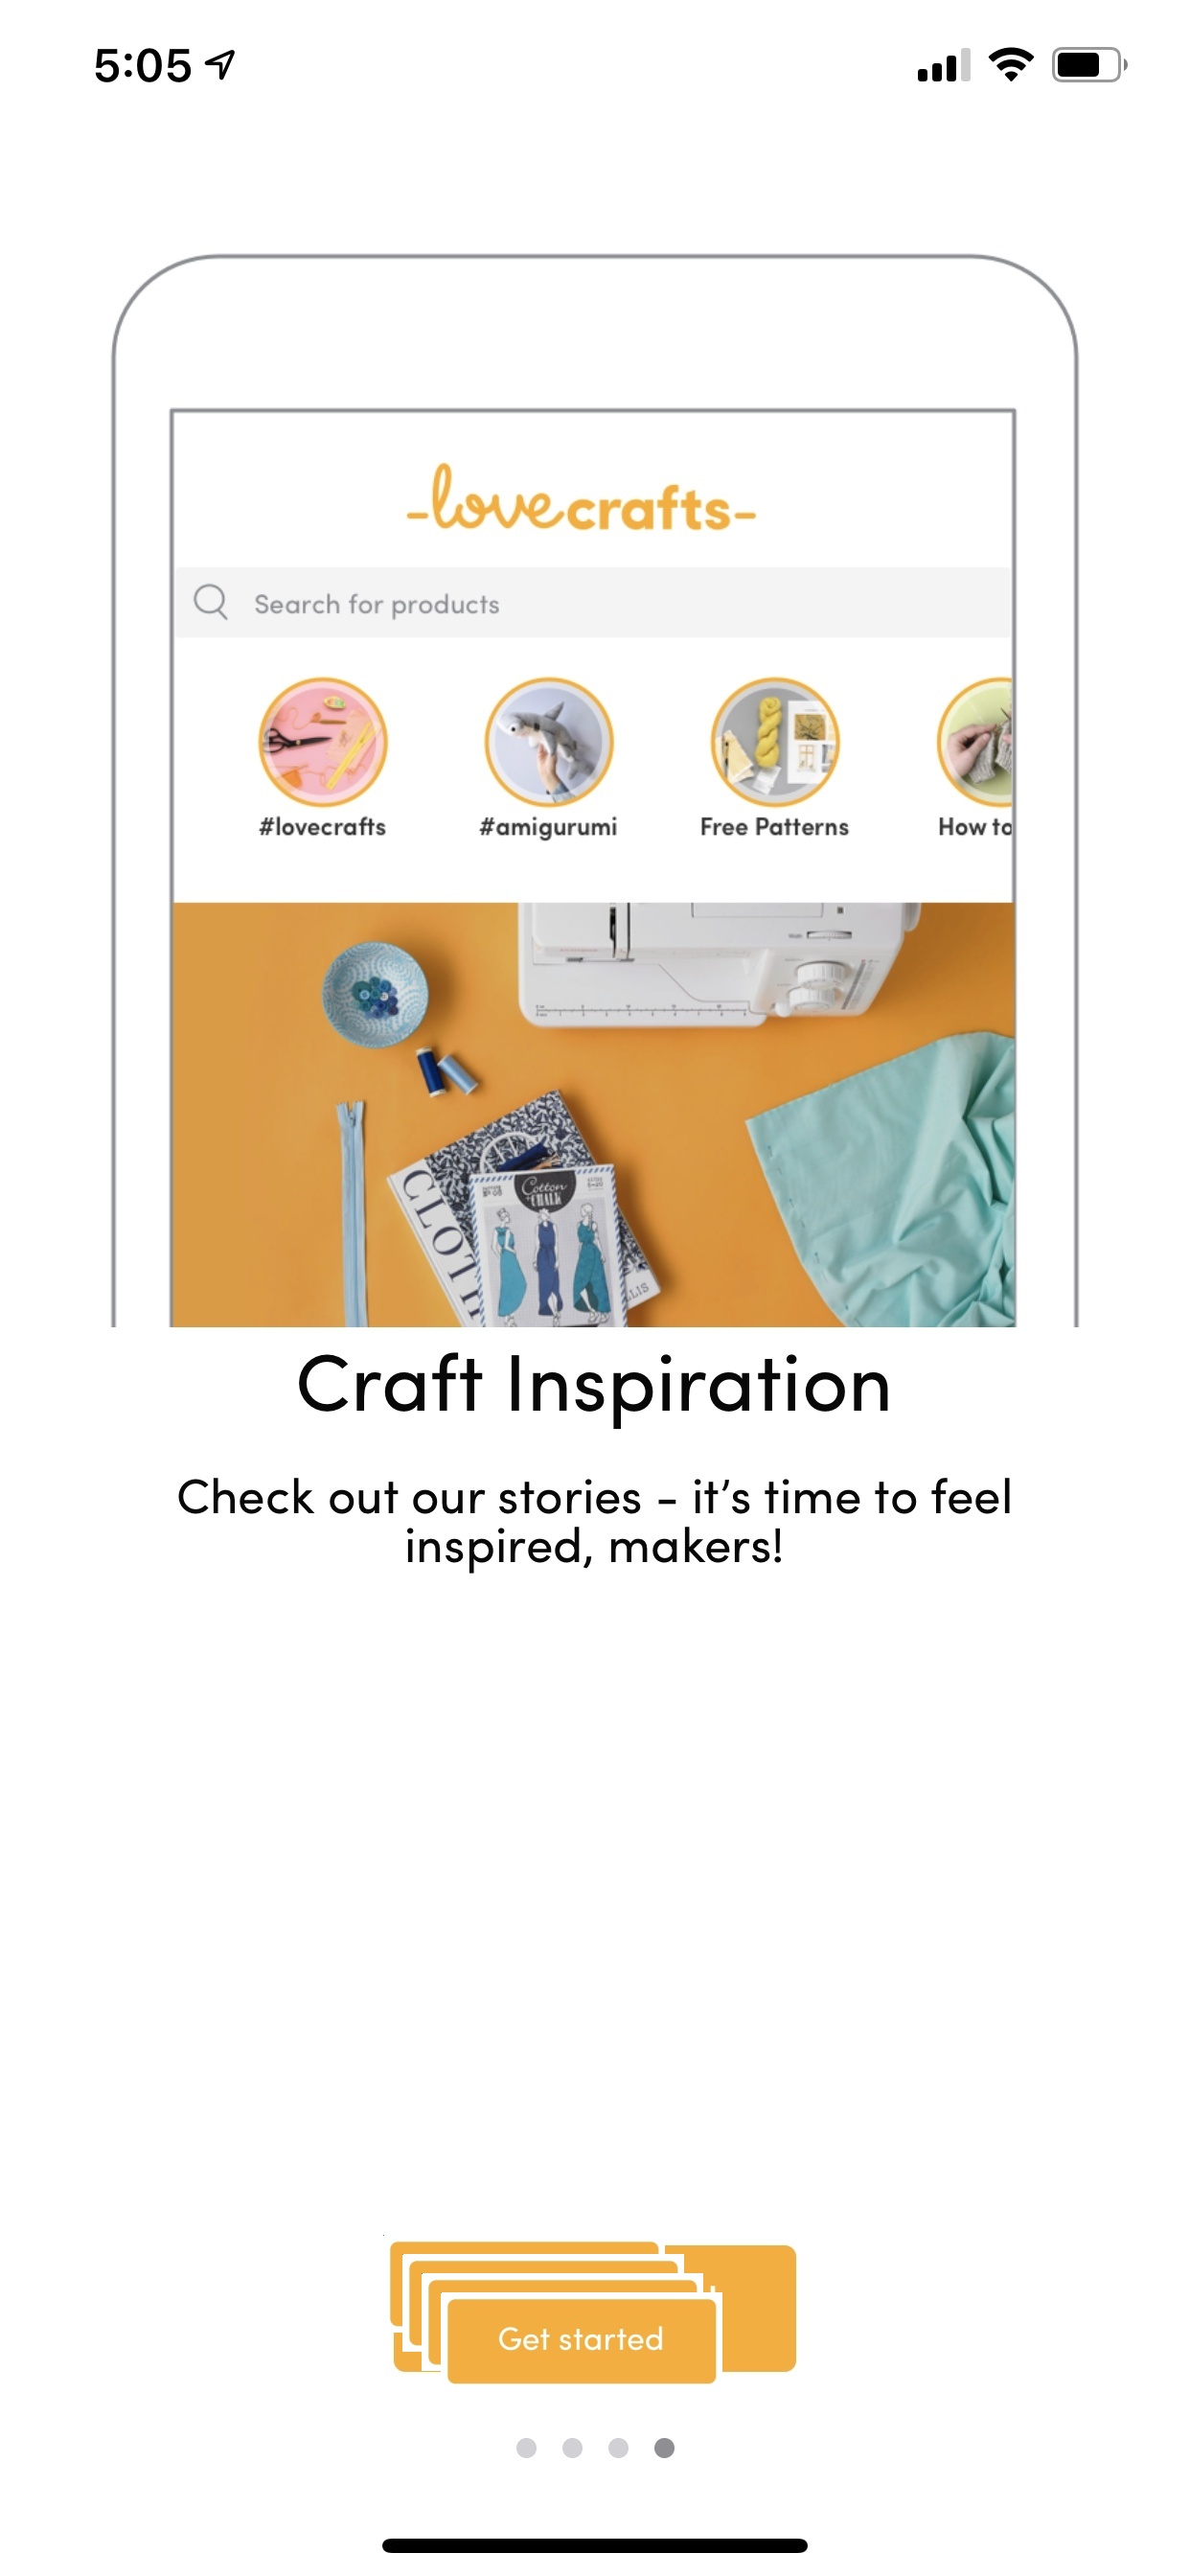 5:05
-lovecrafts-
Search for products
#lovecrafts
#amigurumi
Free Patterns
How to
Cotton
+CHALK
CLOTH
LLIS
Craft Inspiration
Check out our stories - it's time to feel
inspired, makers!
Get started